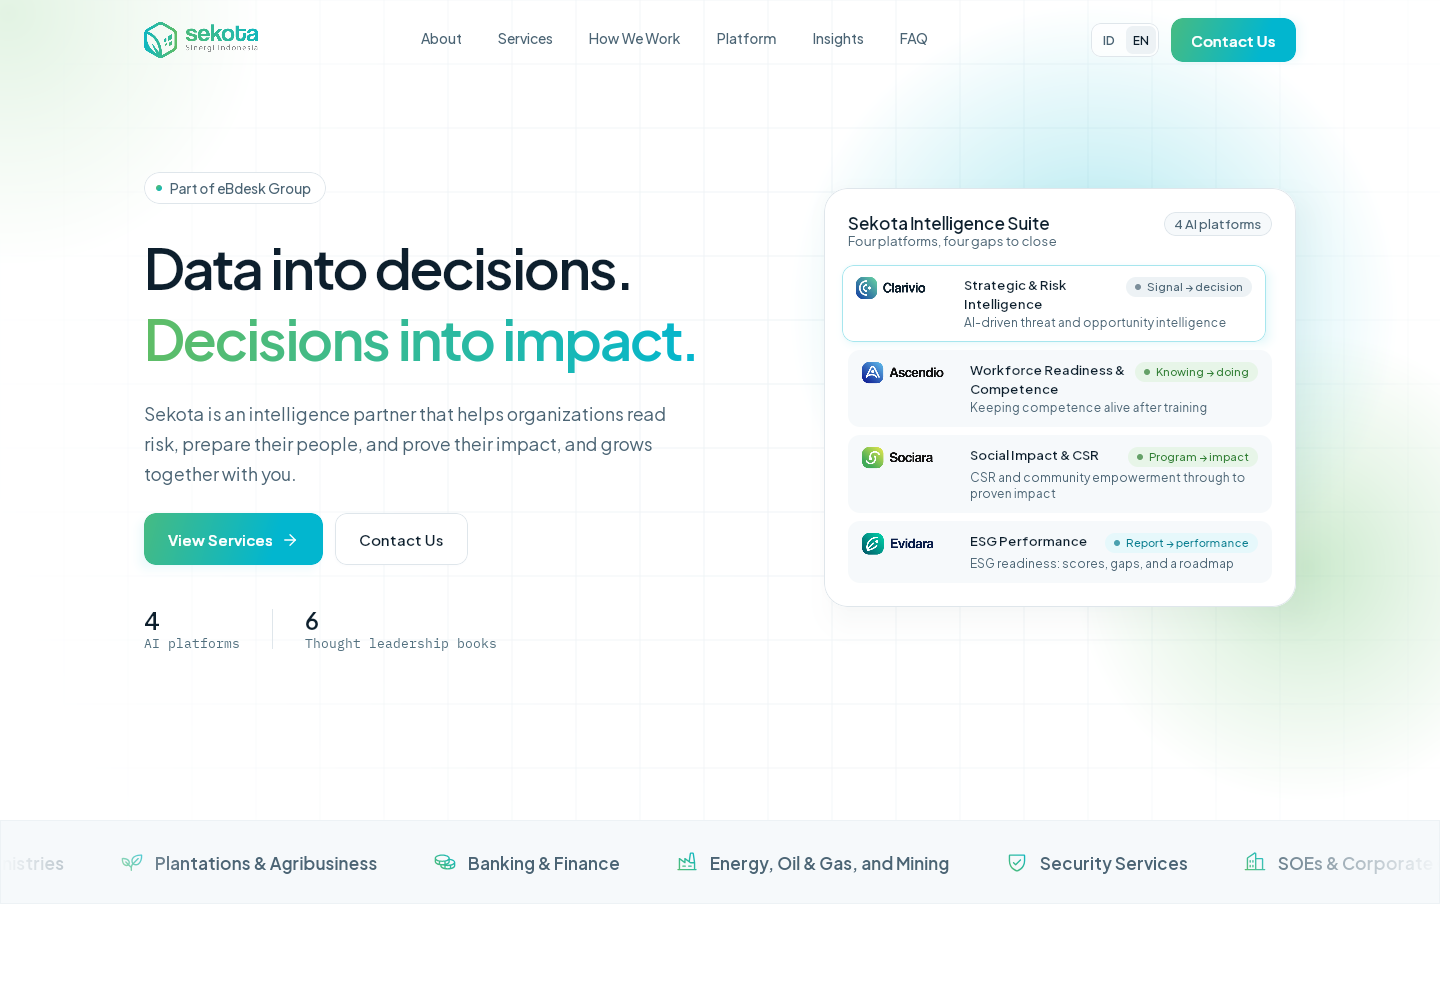 sekota
Sinergi Indonesia
About
Services
How We Work
Platform
Insights
FAQ
ID
EN
Contact Us
Part of eBdesk Group
Data into decisions.
Decisions into impact.
Sekota is an intelligence partner that helps organizations read
risk, prepare their people, and prove their impact, and grows
together with you.
View Services →
Contact Us
4
AI platforms
6
Thought leadership books
Sekota Intelligence Suite
4 AI platforms
Four platforms, four gaps to close
Clarivio
Strategic & Risk
Intelligence
Signal → decision
AI-driven threat and opportunity intelligence
Ascendio
Workforce Readiness &
Competence
Knowing → doing
Keeping competence alive after training
Sociara
Social Impact & CSR
Program → impact
CSR and community empowerment through to
proven impact
Evidara
ESG Performance
Report → performance
ESG readiness: scores, gaps, and a roadmap
Plantations & Agribusiness
Banking & Finance
Energy, Oil & Gas, and Mining
Security Services
SOEs & Corporate